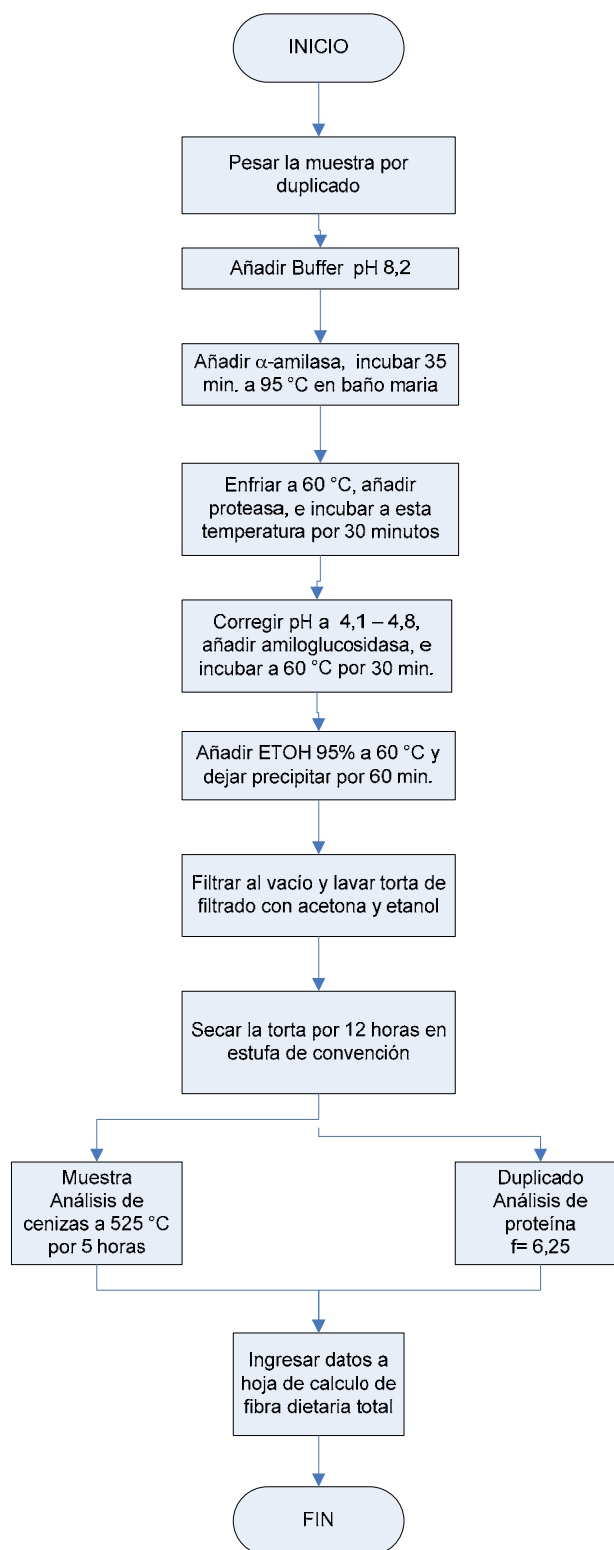 INICIO
Pesar la muestra por
duplicado
Añadir Buffer pH 8,2
Añadir α-amilasa, incubar 35
min. a 95 °C en baño maria
Enfriar a 60 °C, añadir
proteasa, e incubar a esta
temperatura por 30 minutos
Corregir pH a 4,1 – 4,8,
añadir amiloglucosidasa, e
incubar a 60 °C por 30 min.
Añadir ETOH 95% a 60 °C y
dejar precipitar por 60 min.
Filtrar al vacío y lavar torta de
filtrado con acetona y etanol
Secar la torta por 12 horas en
estufa de convención
Muestra
Análisis de
cenizas a 525 °C
por 5 horas
Duplicado
Análisis de
proteína
f= 6,25
Ingresar datos a
hoja de calculo de
fibra dietaria total
FIN